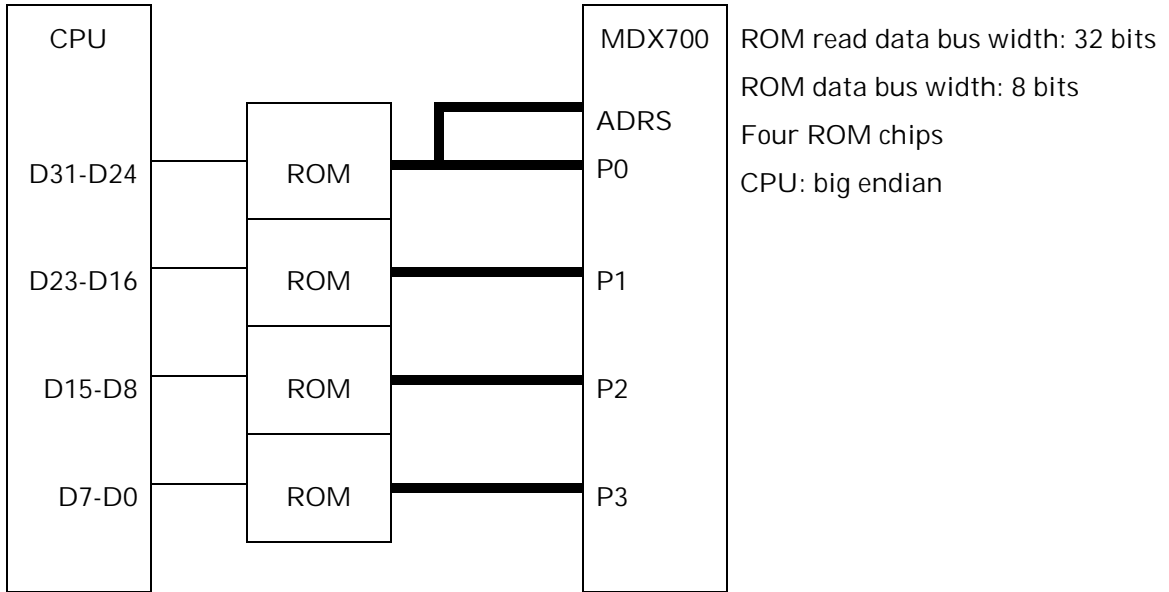 CPU
MDX700
ROM read data bus width: 32 bits
ROM data bus width: 8 bits
ADRS
Four ROM chips
D31-D24
ROM
P0
CPU: big endian
D23-D16
ROM
P1
D15-D8
ROM
P2
D7-D0
ROM
P3